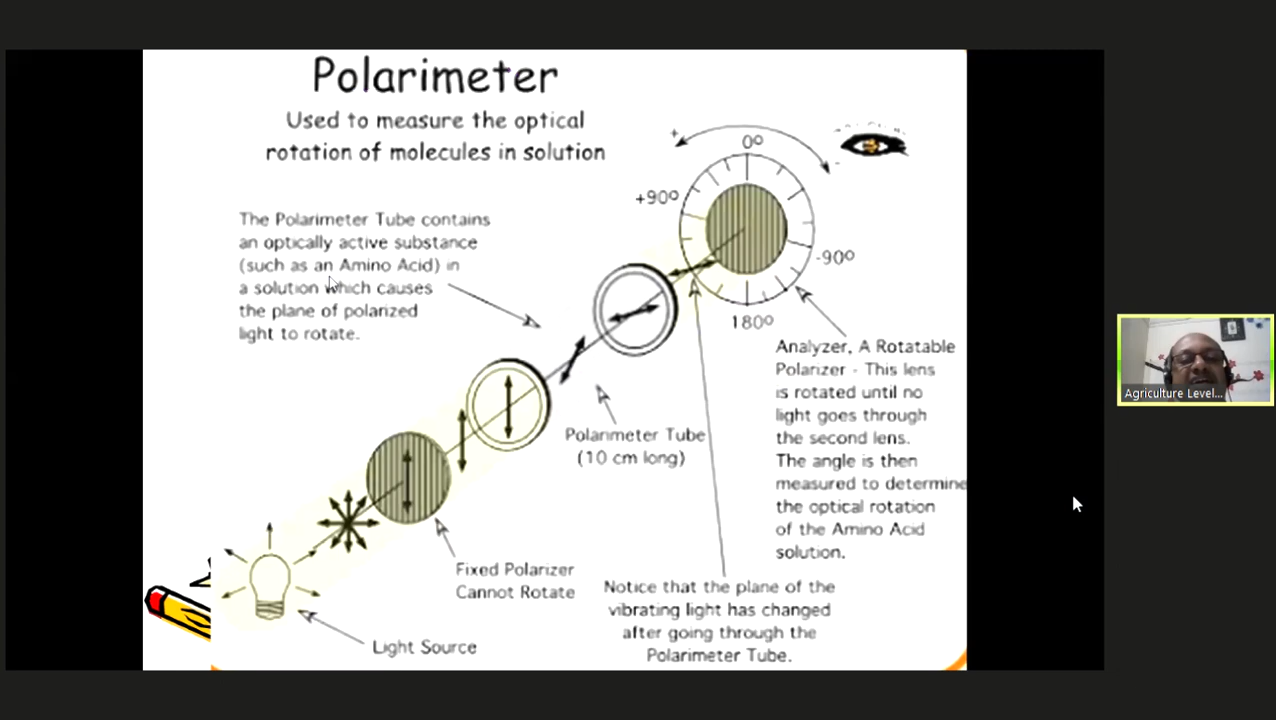 Polarimeter
Used to measure the optical
rotation of molecules in solution
The Polarimeter Tube contains
an optically active substance
(such as an Amino Acid) in
a solution which causes
the plane of polarized
light to rotate.
+
0º
-
+90º
-90º
180º
Analyzer, A Rotatable
Polarizer - This lens
is rotated until no
light goes through
the second lens.
The angle is then
measured to determine
the optical rotation
of the Amino Acid
solution.
Polarimeter Tube
(10 cm long)
Fixed Polarizer
Cannot Rotate
Notice that the plane of the
vibrating light has changed
after going through the
Polarimeter Tube.
Light Source
Agriculture Level...